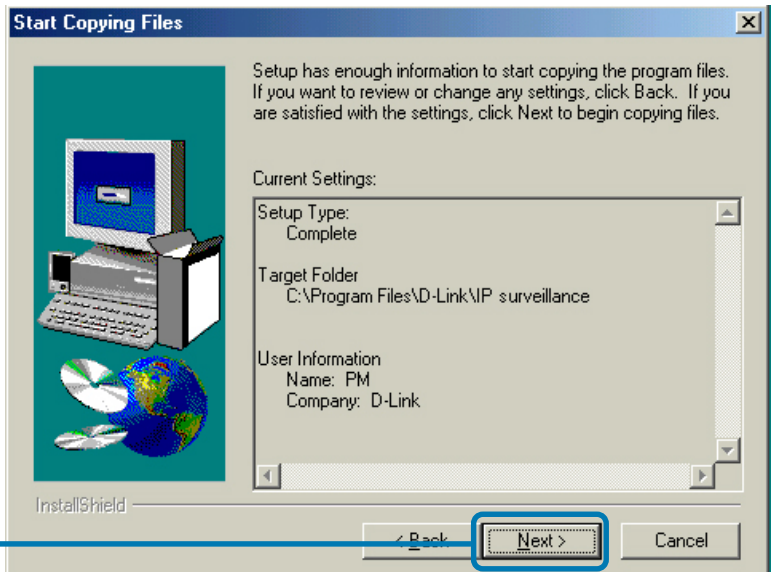 Start Copying Files
Setup has enough information to start copying the program files.
If you want to review or change any settings, click Back. If you
are satisfied with the settings, click Next to begin copying files.
Current Settings:
Setup Type:
Complete
Target Folder
C:\Program Files\D-Link\IP surveillance
User Information
Name: PM
Company: D-Link
InstallShield
< Back
Next >
Cancel